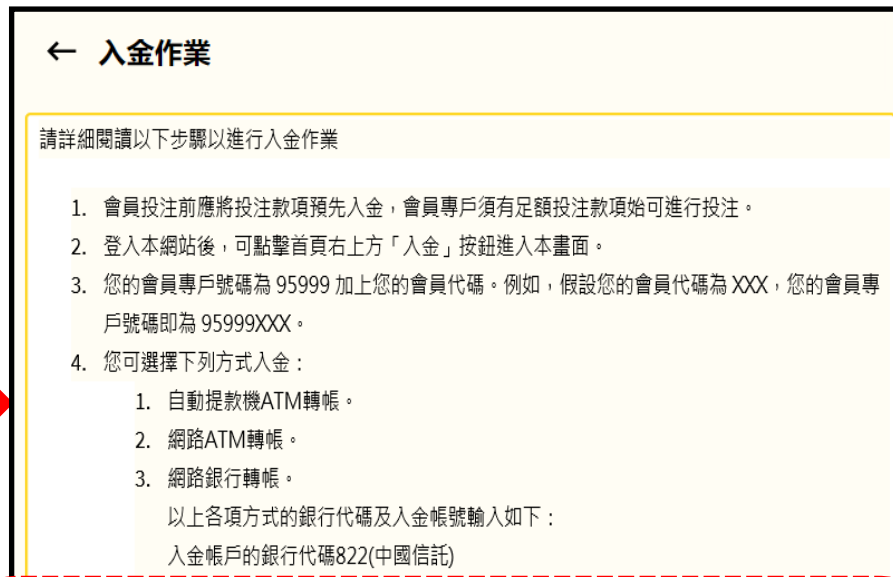 ← 入金作業
請詳細閱讀以下步驟以進行入金作業
1. 會員投注前應將投注款項預先入金，會員專戶須有足額投注款項始可進行投注。
2. 登入本網站後，可點擊首頁右上方「入金」按鈕進入本畫面。
3. 您的會員專戶號碼為 95999 加上您的會員代碼。例如，假設您的會員代碼為 XXX，您的會員專
戶號碼即為 95999XXX。
4. 您可選擇下列方式入金：
1. 自動提款機ATM轉帳。
2. 網路ATM轉帳。
3. 網路銀行轉帳。
以上各項方式的銀行代碼及入金帳號輸入如下：
入金帳戶的銀行代碼822(中國信託)